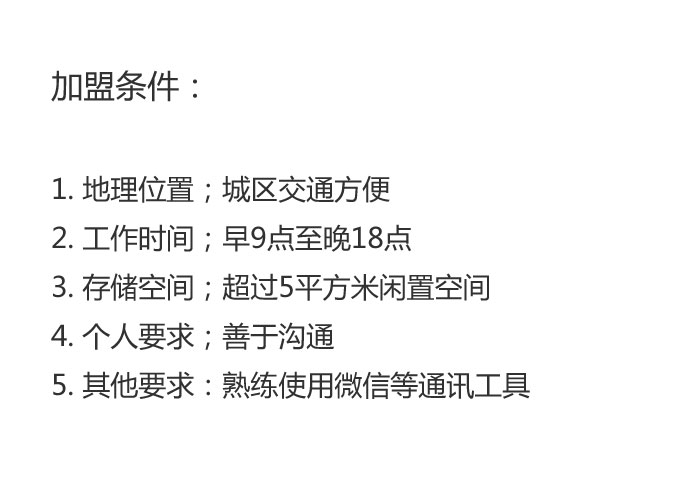 加盟条件：
1. 地理位置；城区交通方便
2. 工作时间；早9点至晚18点
3. 存储空间；超过5平方米闲置空间
4. 个人要求；善于沟通
5. 其他要求：熟练使用微信等通讯工具